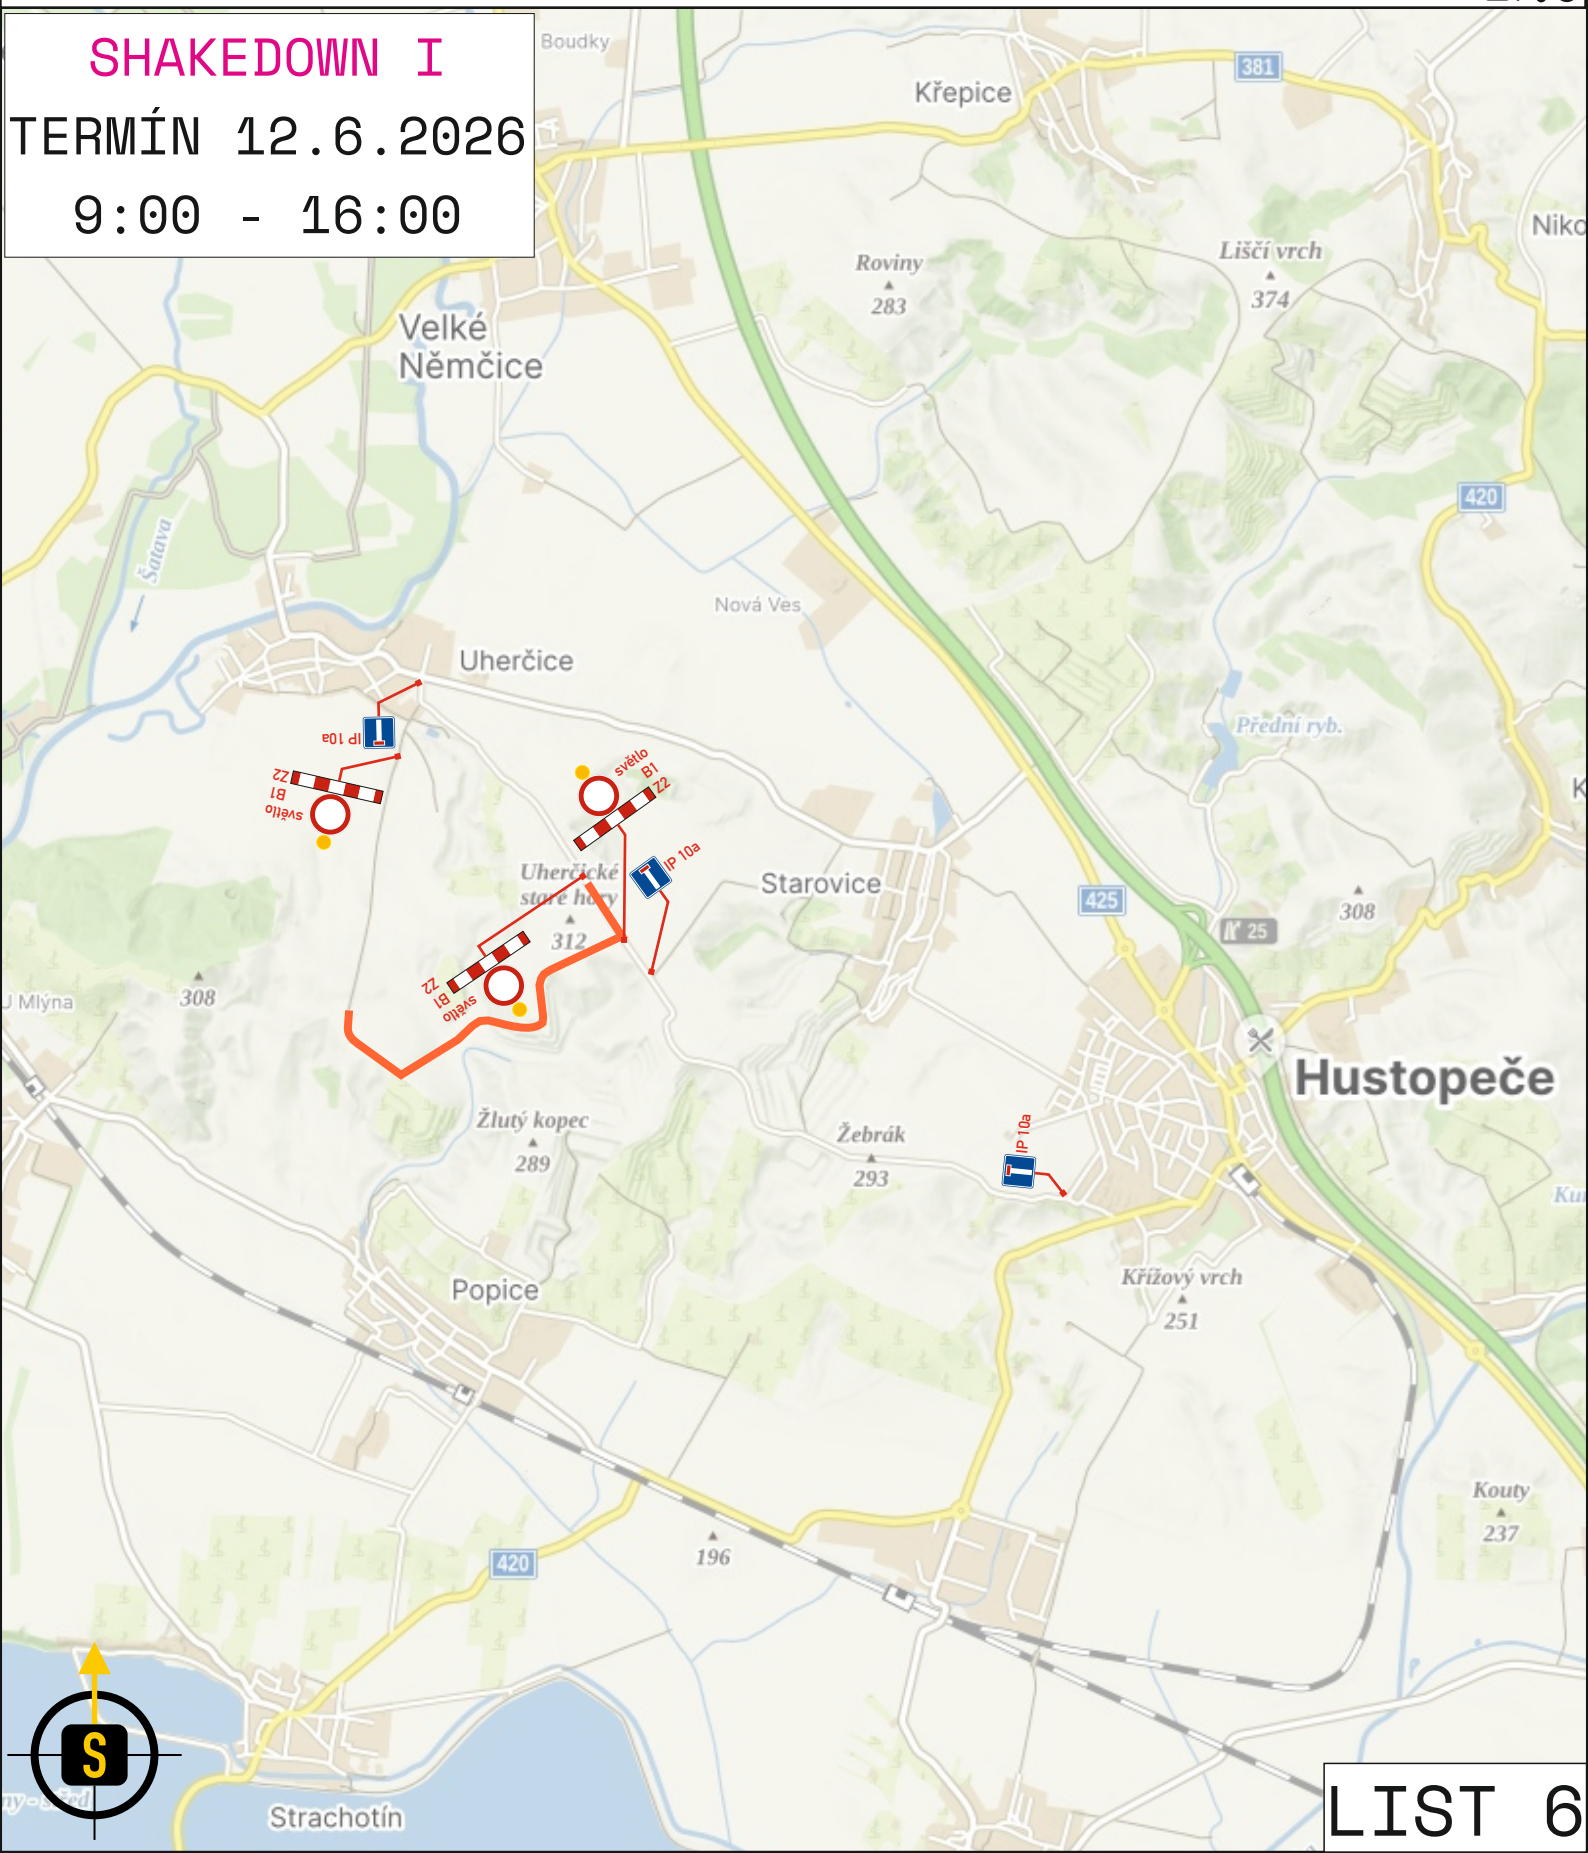 SHAKEDOWN I
TERMÍN 12.6.2026
9:00 - 16:00
Boudky
Křepice
381
Roviny
283
Liščí vrch
374
Velké
Němčice
420
Šatava
Nová Ves
Uherčice
IP 10a
Z2
B1
světlo
světlo
B1
Z2
IP 10a
Přední ryb.
Uherčické
staré hory
312
Starovice
425
25
308
308
U Mlýna
Z2
B1
světlo
Hustopeče
Žlutý kopec
289
Žebrák
293
IP 10a
Křížový vrch
251
Popice
Kouty
237
196
420
S
Strachotín
LIST 6